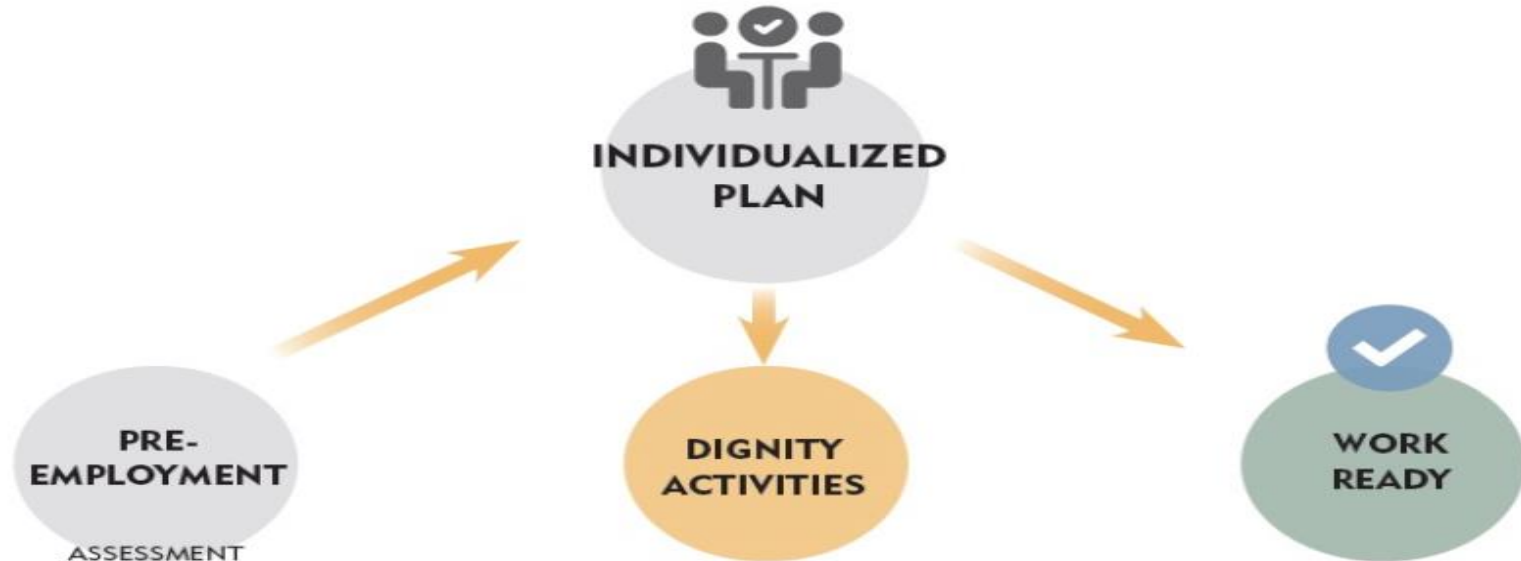 INDIVIDUALIZED
PLAN
PRE-
EMPLOYMENT
ASSESSMENT
DIGNITY
ACTIVITIES
WORK
READY